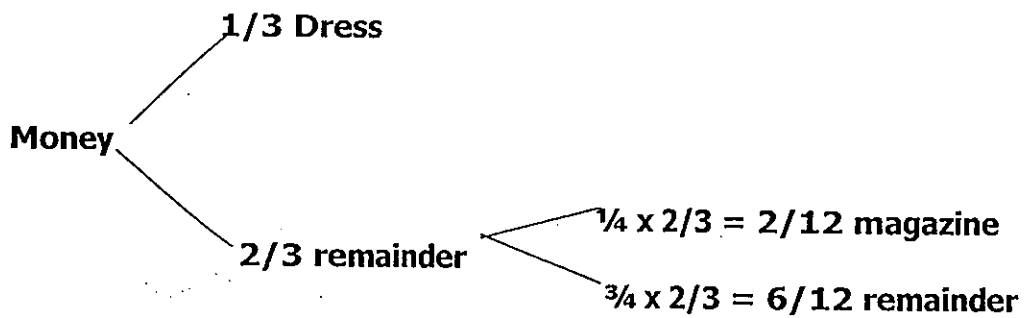 1/3 Dress
Money
2/3 remainder
¼ x 2/3 = 2/12 magazine
¾ x 2/3 = 6/12 remainder